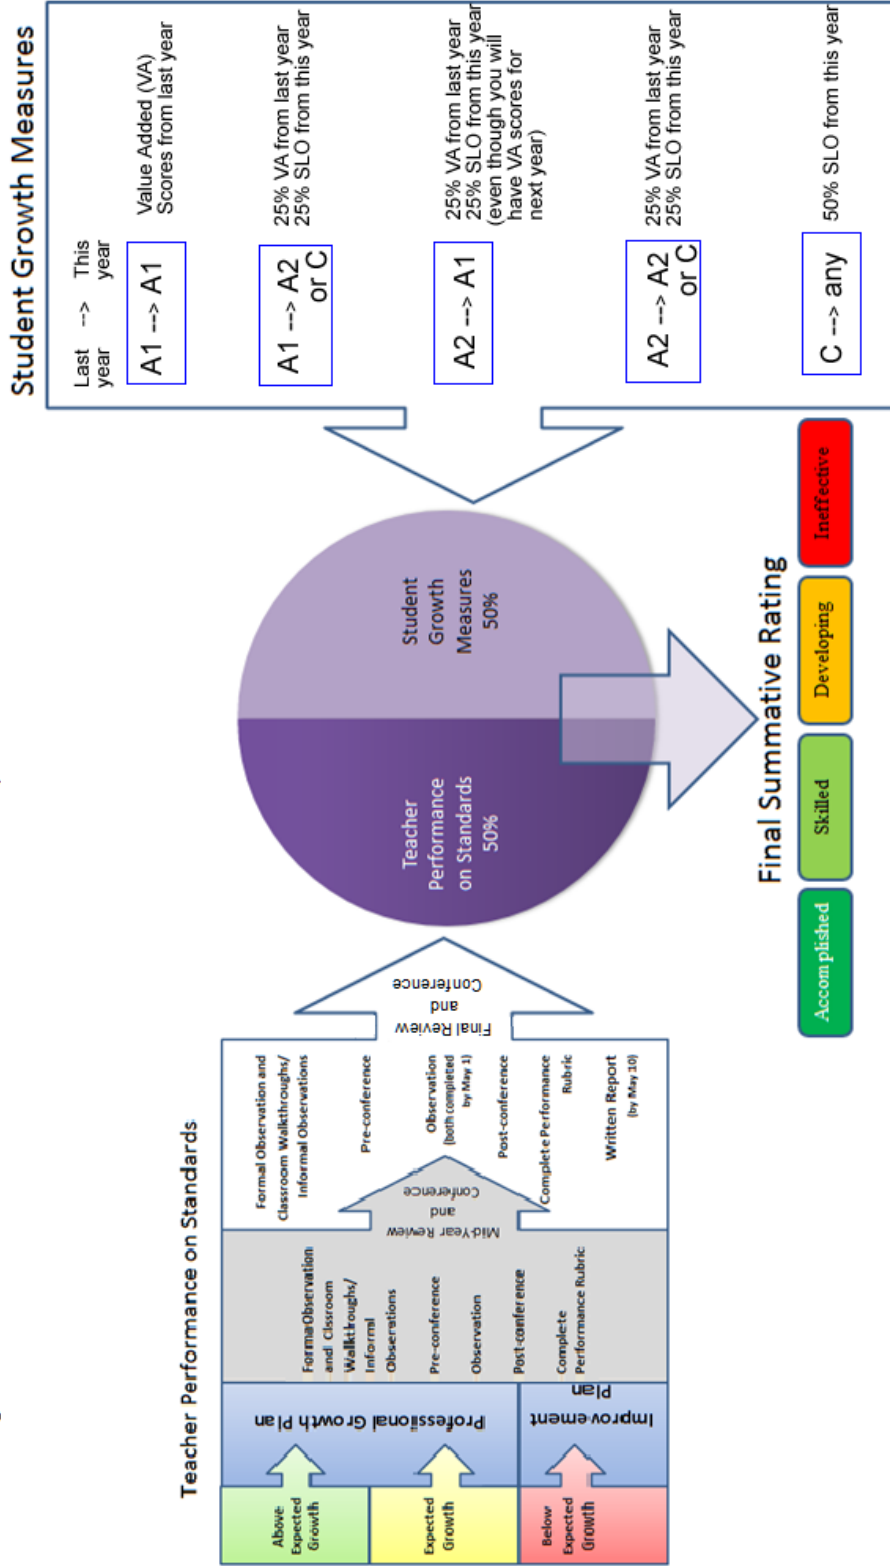 Student Growth Measures
Last --> This
year year
A1 --> A1
Value Added (VA)
Scores from last year
A1 --> A2
or C
25% VA from last year
25% SLO from this year
A2 --> A1
25% VA from last year
25% SLO from this year
(even though you will
have VA scores for
next year)
A2 --> A2
or C
25% VA from last year
25% SLO from this year
C --> any
50% SLO from this year
Teacher Performance on Standards
Above
Expected
Growth
Expected
Growth
Below
Expected
Growth
Professional Growth Plan
Improvement
Plan
FormaObservation
and Clssroom
Walkthroughs/
Informal
Observations
Pre-conference
Observation
Post-conference
Complete
Performance Rubric
Mid-Year Review
and
Conference
Formal Observation and
Classroom Walkthroughs/
Informal Observations
Pre-conference
Observation
(both completed
by May 1)
Post-conference
Complete Performance
Rubric
Written Report
(by May 10)
Final Review
and
Conference
Teacher
Performance
on Standards
50%
Student
Growth
Measures
50%
Final Summative Rating
Accomplished
Skilled
Developing
Ineffective